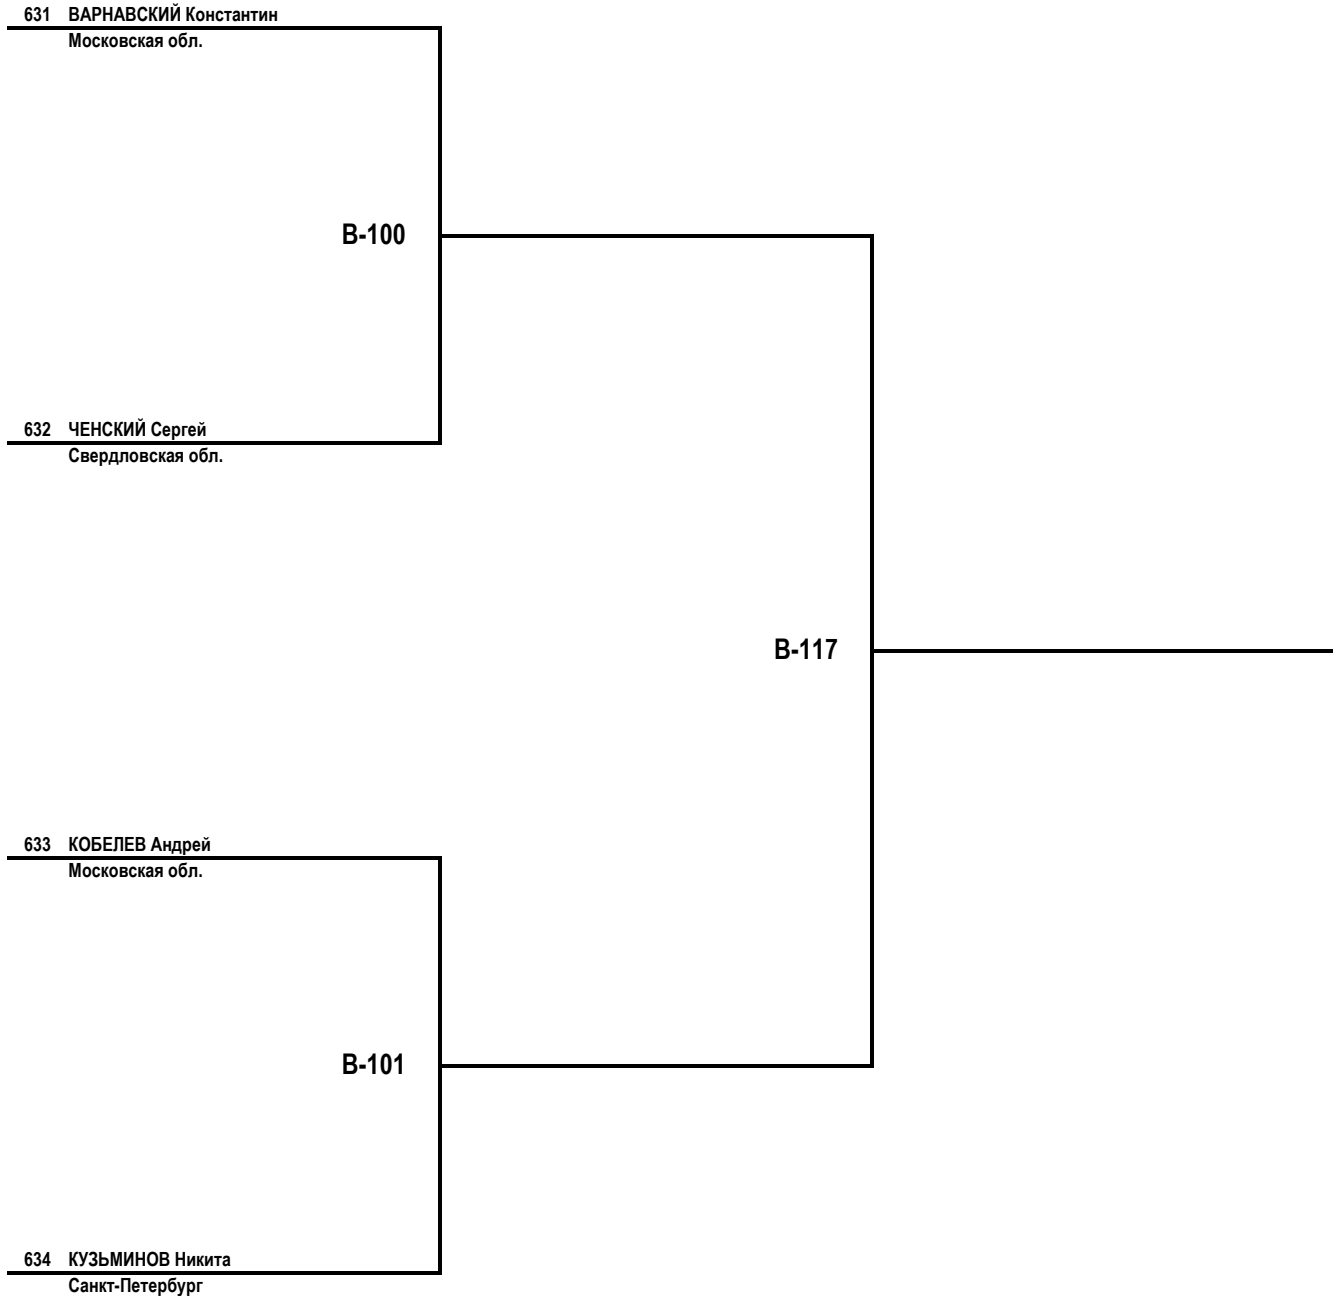 631 ВАРНАВСКИЙ Константин
Московская обл.
B-100
632 ЧЕНСКИЙ Сергей
Свердловская обл.
B-117
633 КОБЕЛЕВ Андрей
Московская обл.
B-101
634 КУЗЬМИНОВ Никита
Санкт-Петербург